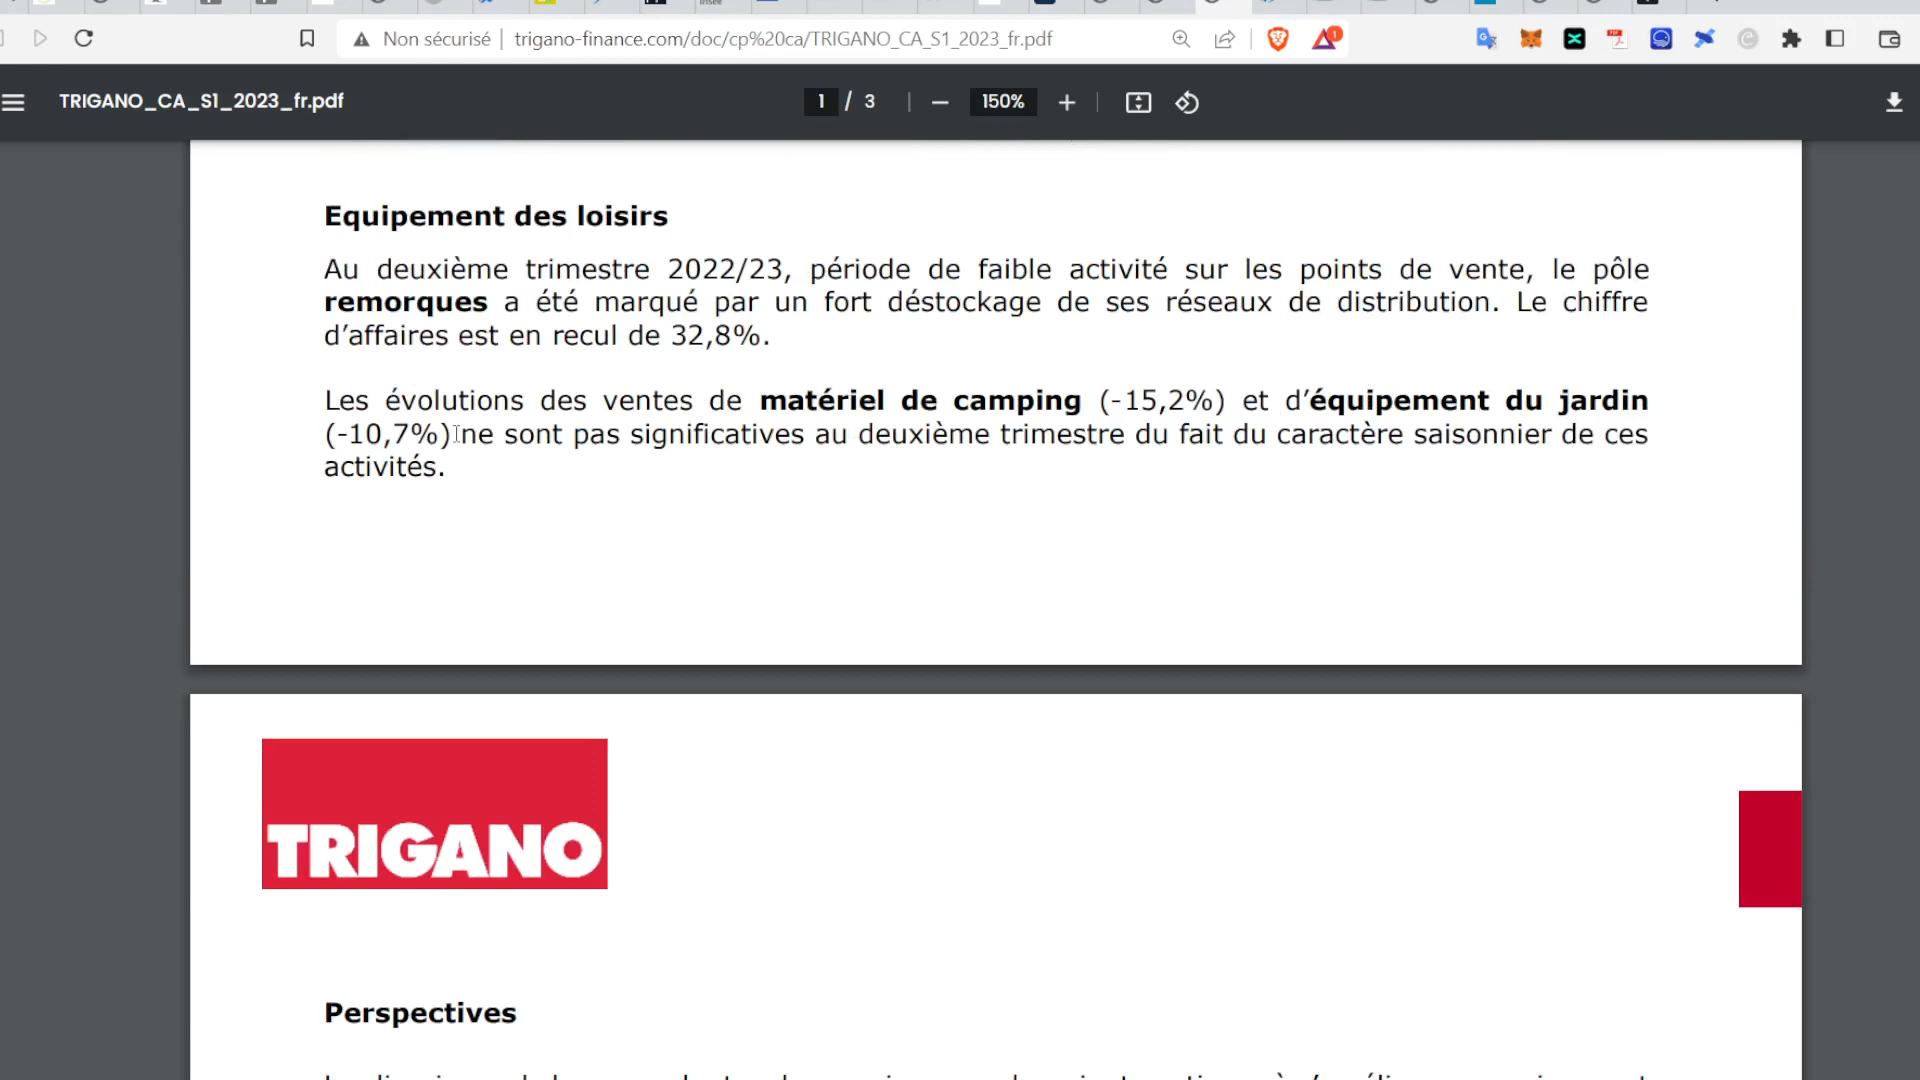 Non sécurisé | trigano-finance.com/doc/cp%20ca/TRIGANO_CA_S1_2023_fr.pdf
1
TRIGANO_CA_S1_2023_fr.pdf
1 / 3
150%
Equipement des loisirs
Au deuxième trimestre 2022/23, période de faible activité sur les points de vente, le pôle
remorques a été marqué par un fort déstockage de ses réseaux de distribution. Le chiffre
d’affaires est en recul de 32,8%.
Les évolutions des ventes de matériel de camping (-15,2%) et d’équipement du jardin
(-10,7%) ne sont pas significatives au deuxième trimestre du fait du caractère saisonnier de ces
activités.
TRIGANO
Perspectives